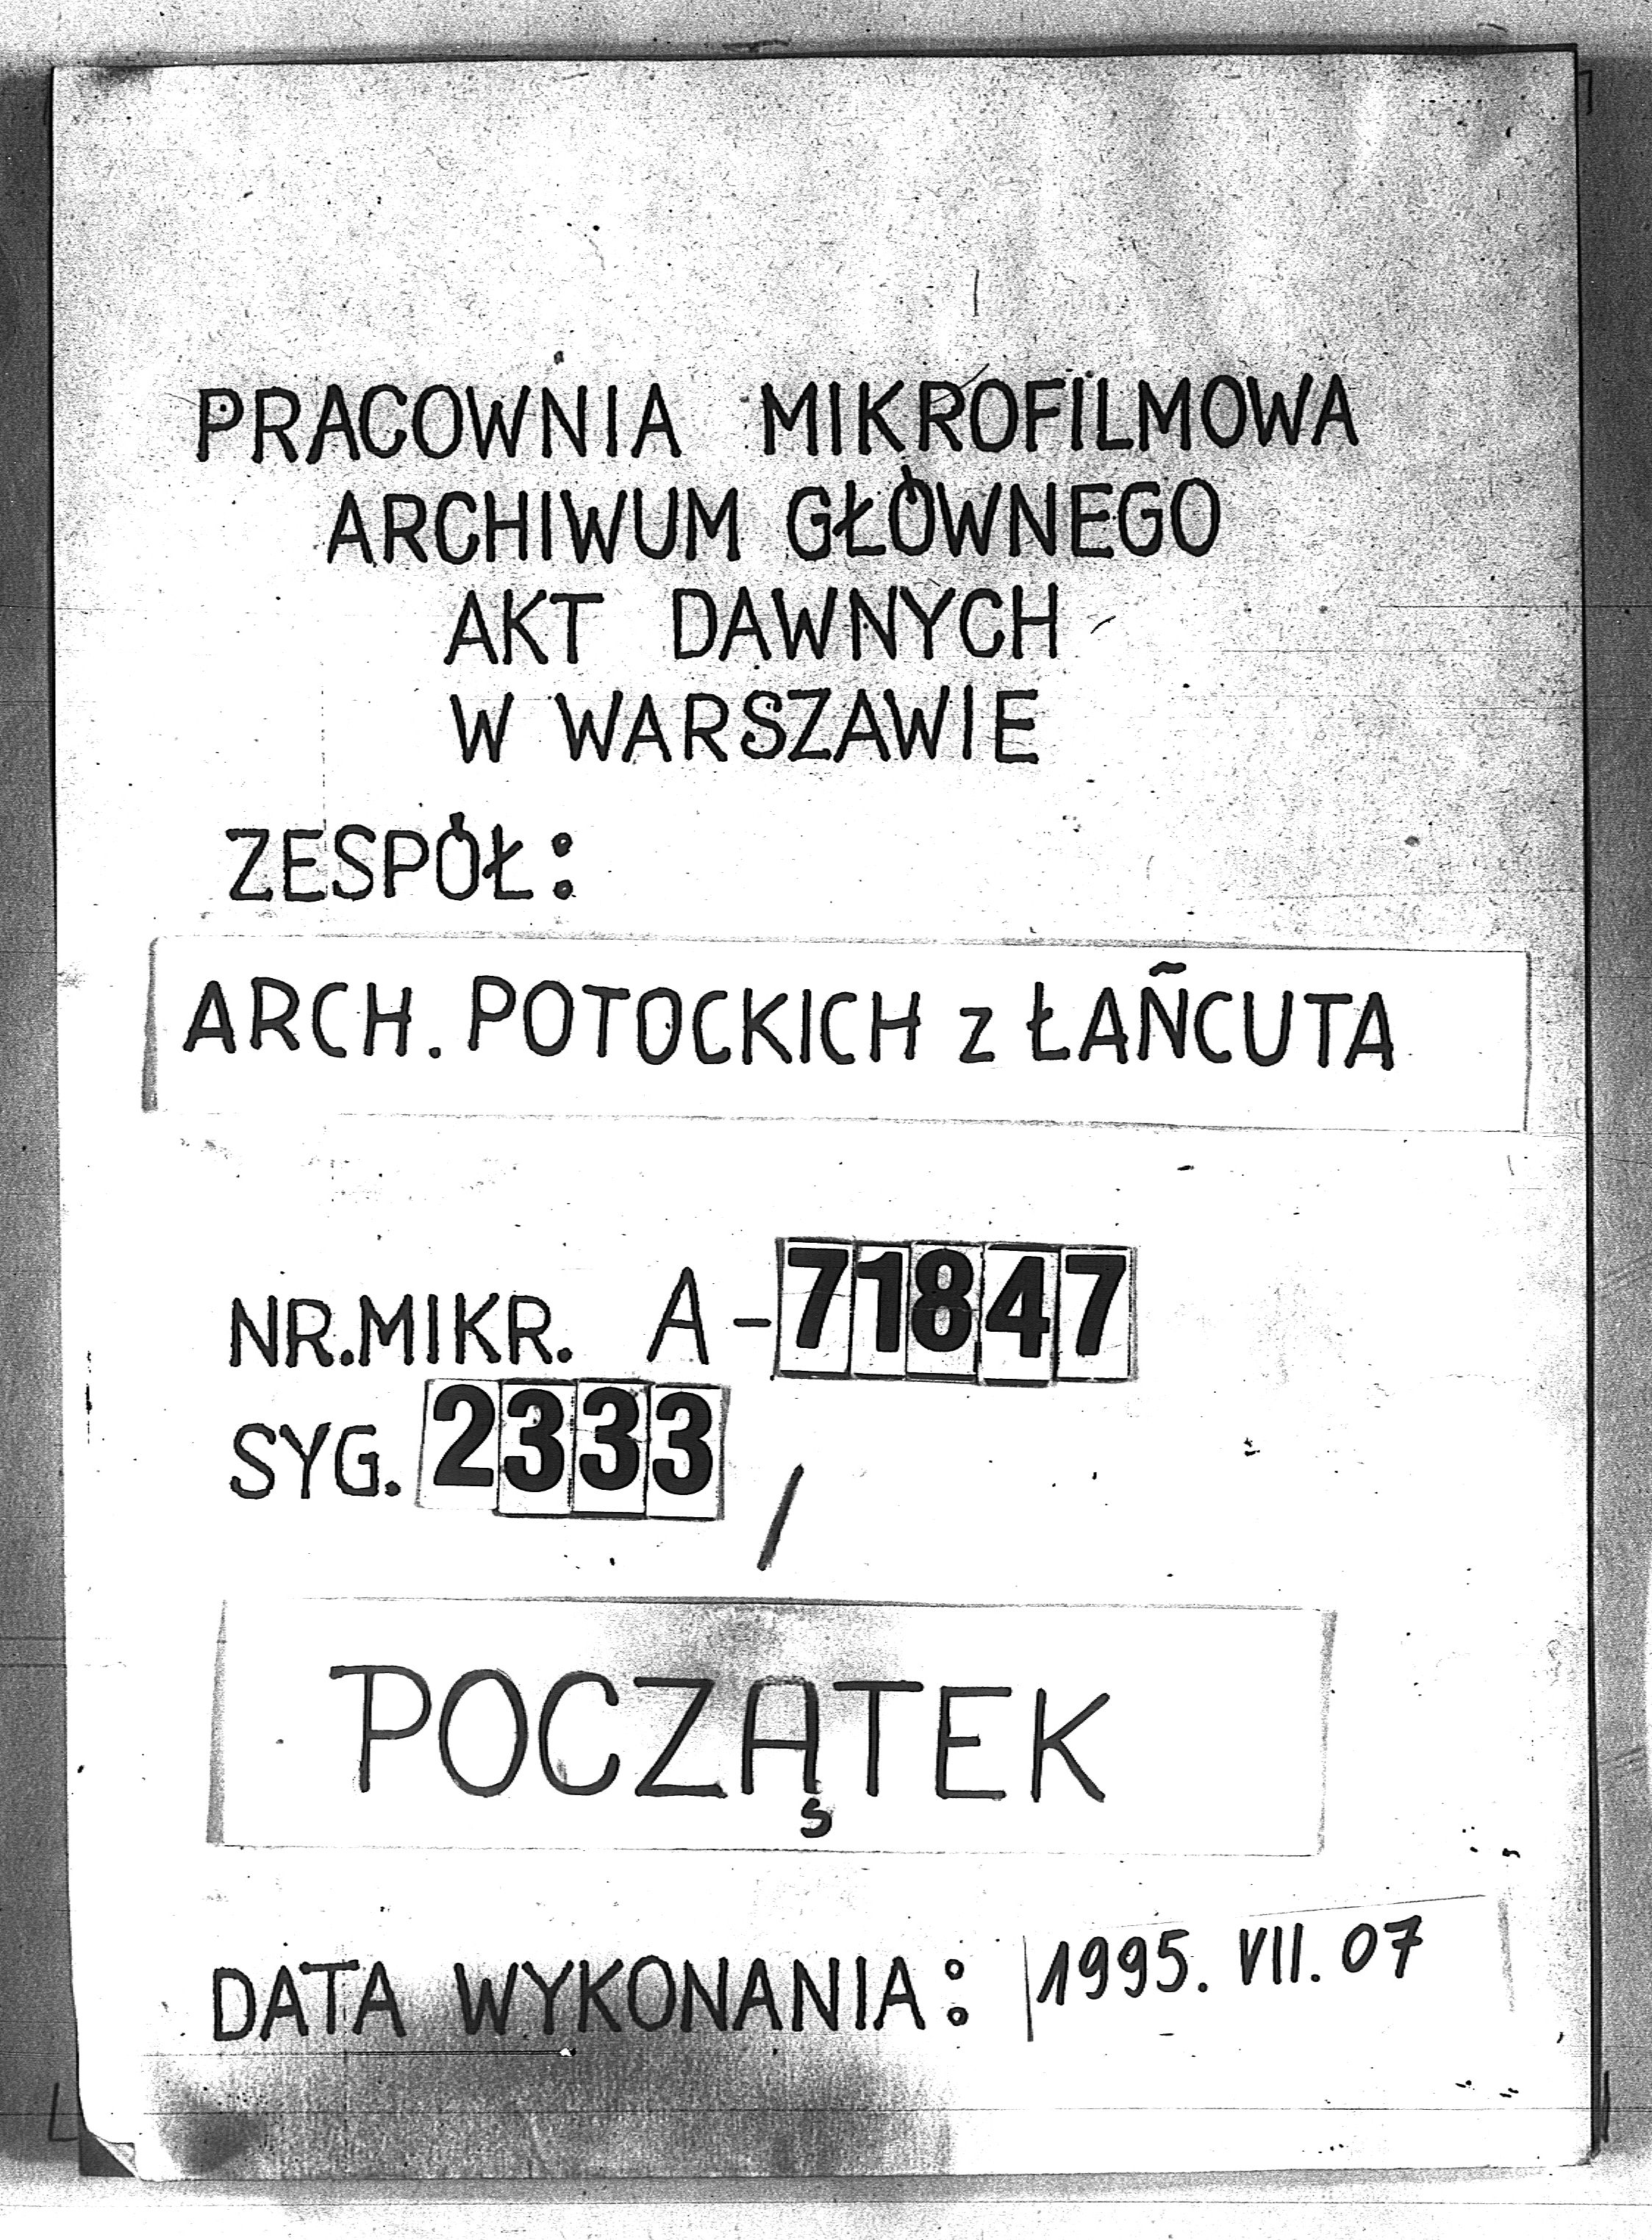 PRACOWNIA MIKROFILMOWA
ARCHIWUM GŁÓWNEGO
AKT DAWNYCH
W WARSZAWIE
ZESPÓŁ:
ARCH. POTOCKICH z ŁAŃCUTA
NR.MIKR. A-71847
SYG. 2333 /
POCZĄTEK
DATA WYKONANIA: 1995. VII. 07